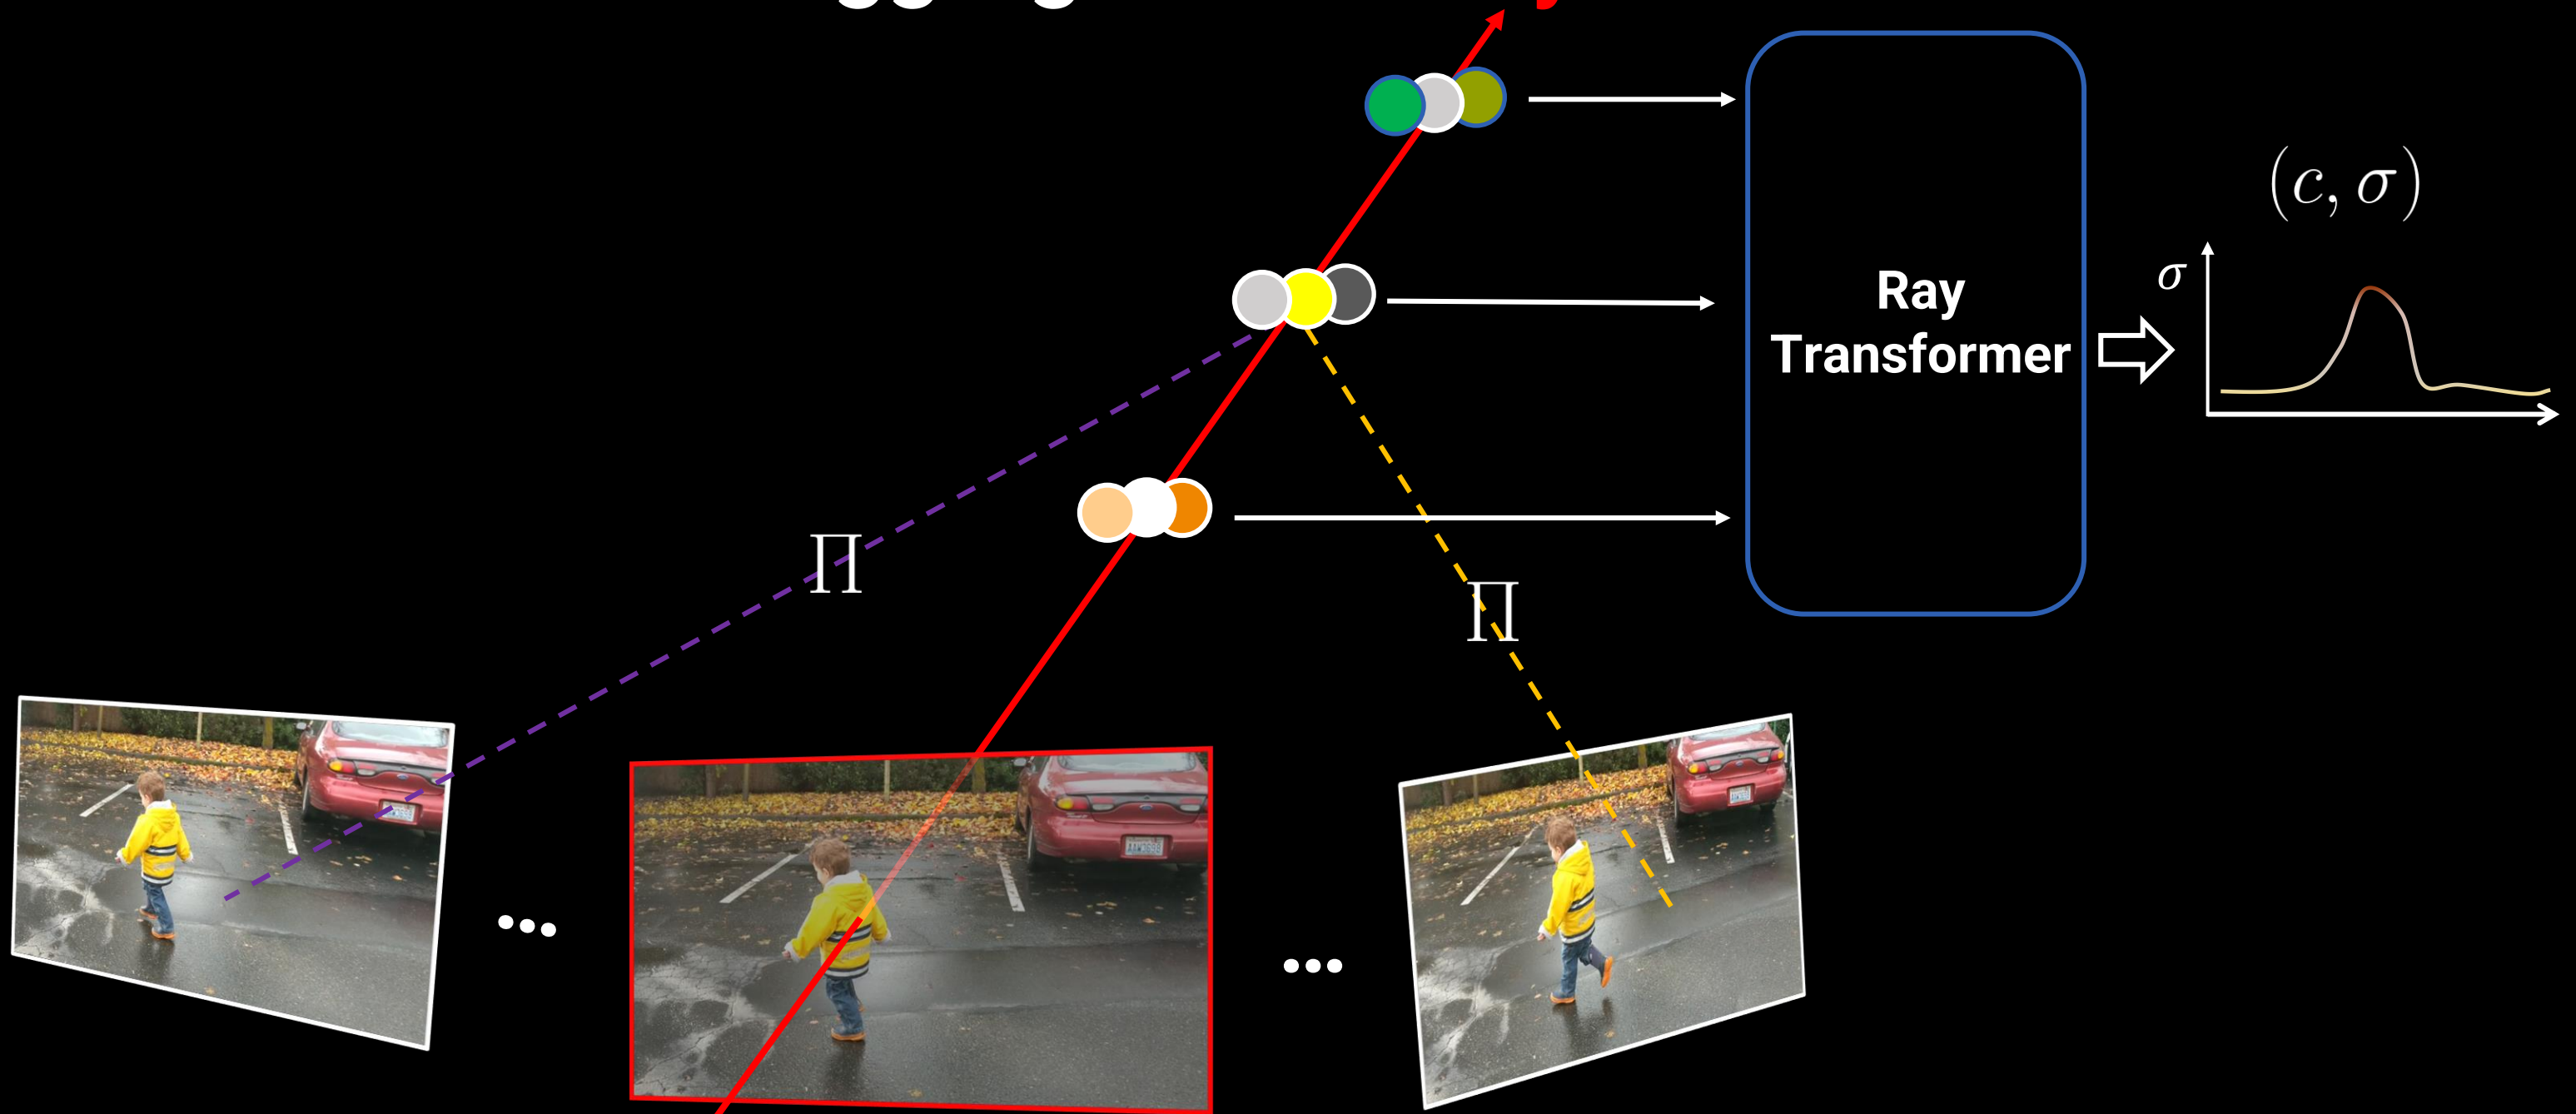 (c, σ)
σ
Ray
Transformer
∏
∏